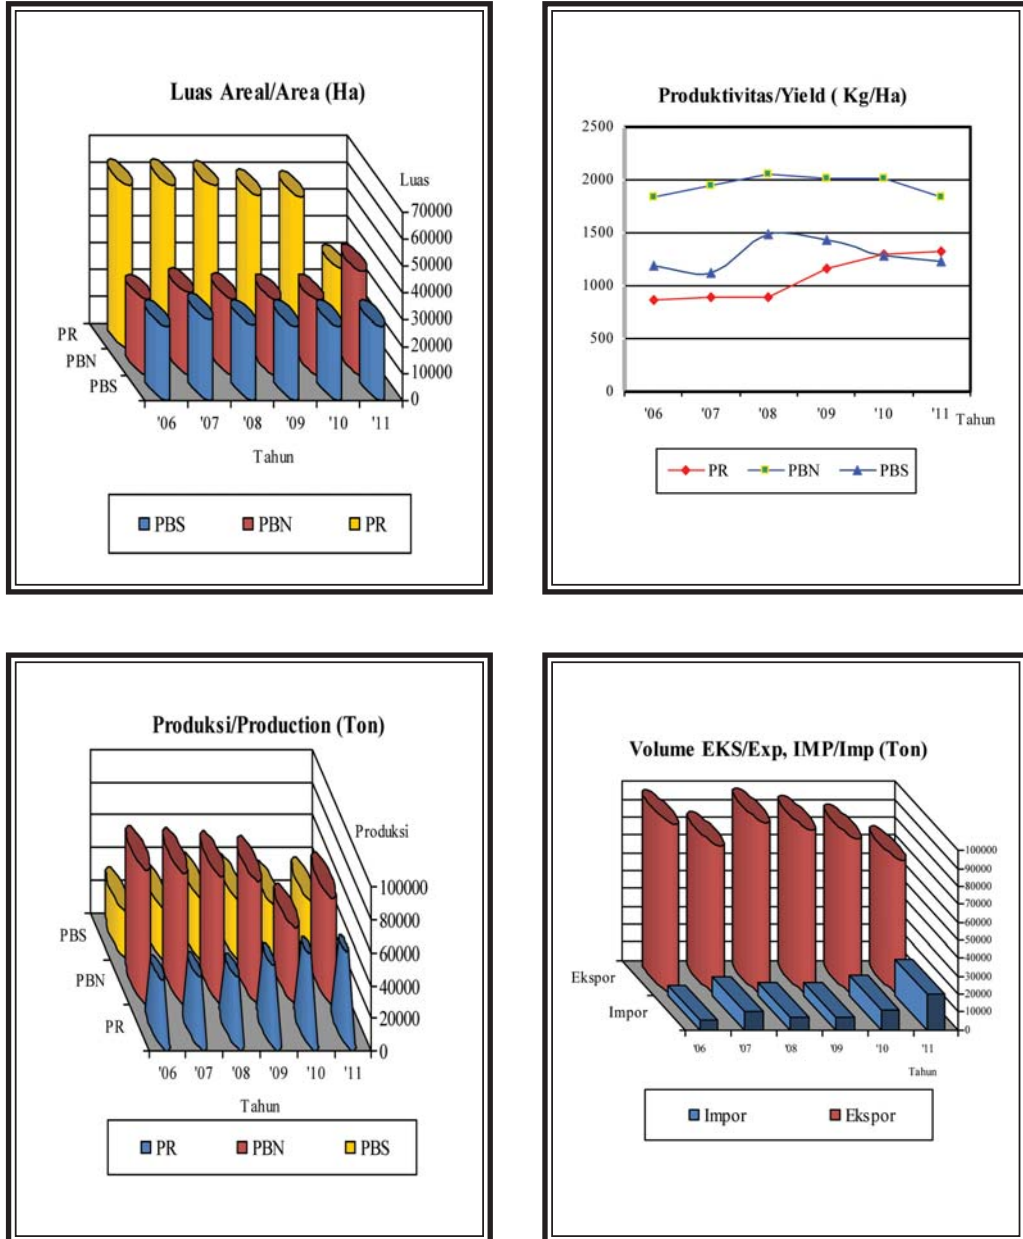 Luas Areal/Area (Ha)
Luas
70000
60000
50000
40000
30000
20000
10000
0
PR
PBN
PBS
'06 '07 '08 '09 '10 '11
Tahun
PBS PBN PR
Produktivitas/Yield ( Kg/Ha)
2500
2000
1500
1000
500
0
'06 '07 '08 '09 '10 '11
Tahun
PR PBN PBS
Produksi/Production (Ton)
Produksi
100000
80000
60000
40000
20000
0
PBS
PBN
PR
'06 '07 '08 '09 '10 '11
Tahun
PR PBN PBS
Volume EKS/Exp, IMP/Imp (Ton)
100000
90000
80000
70000
60000
50000
40000
30000
20000
10000
0
Ekspor
Impor
'06 '07 '08 '09 '10 '11
Tahun
Impor Ekspor